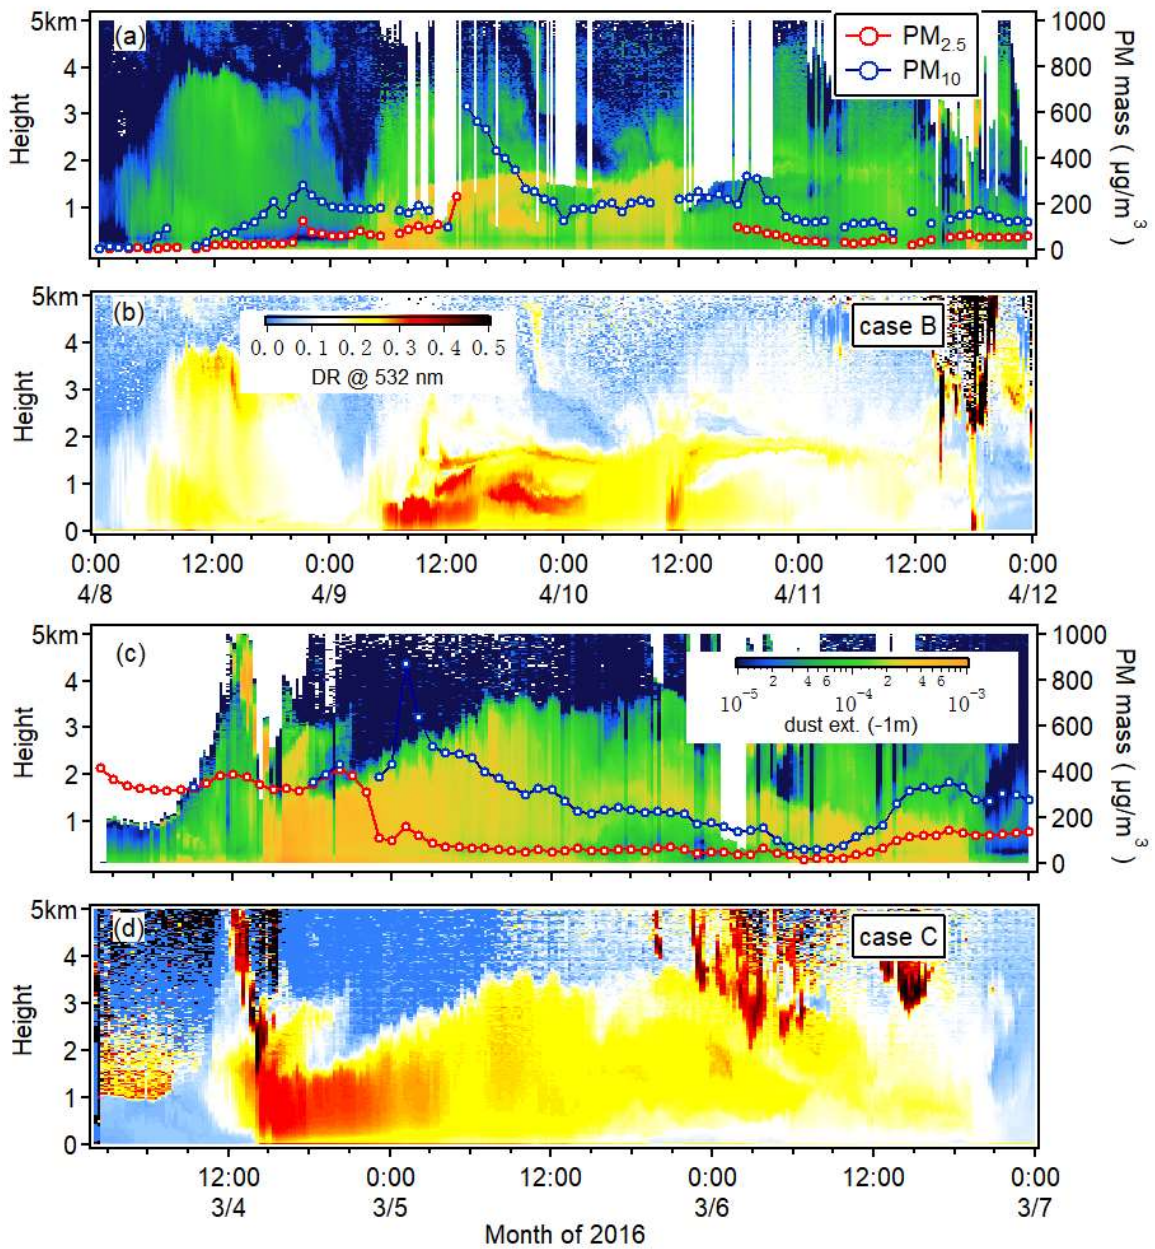 5km
(a)
PM2.5
PM10
1000
800
600
400
200
0
4
3
2
1
Height
PM mass ( μg/m3 )
5km
(b)
case B
0.0 0.1 0.2 0.3 0.4 0.5
DR @ 532 nm
4
3
2
1
0
Height
0:00 12:00 0:00 12:00 0:00 12:00 0:00 12:00 0:00
4/8 4/9 4/10 4/11 4/12
5km
(c)
1000
800
600
400
200
0
2 4 6 2 4 6
10-5 10-4 10-3
dust ext. (-1m)
4
3
2
1
Height
PM mass ( μg/m3 )
5km
(d)
case C
4
3
2
1
0
Height
12:00 0:00 12:00 0:00 12:00 0:00
3/4 3/5 3/6 3/7
Month of 2016